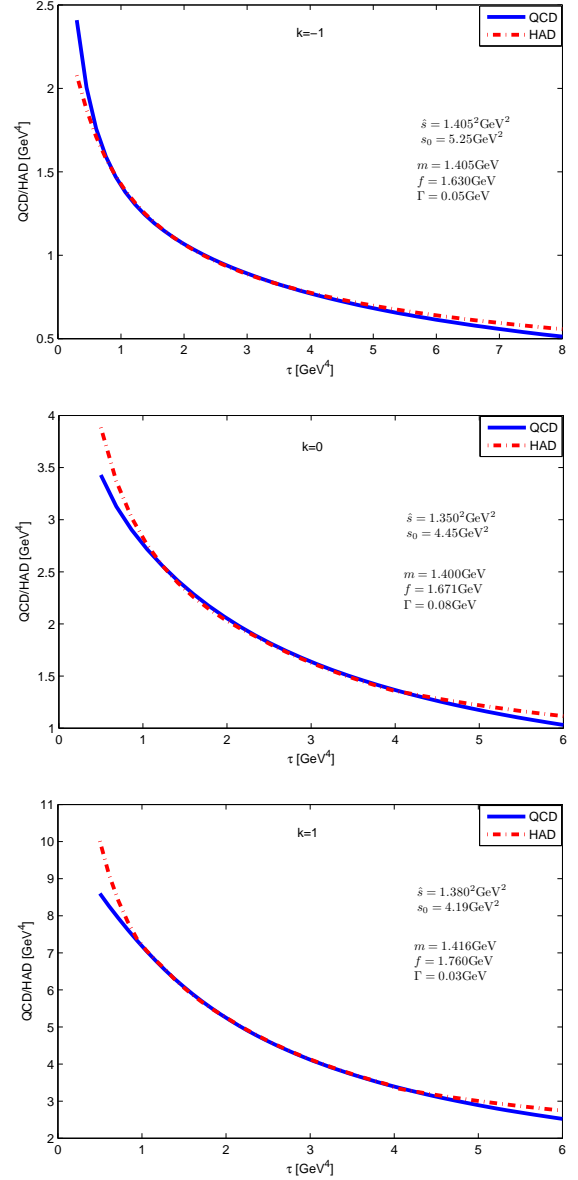 2.5
QCD
HAD
k=−1
2
ŝ = 1.405²GeV²
s₀ = 5.25GeV²
m = 1.405GeV
f = 1.630GeV
Γ = 0.05GeV
1.5
QCD/HAD [GeV⁴]
1
0.5
0 1 2 3 4 5 6 7 8
τ [GeV⁴]
4
QCD
HAD
k=0
3.5
ŝ = 1.350²GeV²
s₀ = 4.45GeV²
3
m = 1.400GeV
f = 1.671GeV
Γ = 0.08GeV
QCD/HAD [GeV⁴]
2.5
2
1.5
1
0 1 2 3 4 5 6
τ [GeV⁴]
11
QCD
HAD
k=1
10
9
ŝ = 1.380²GeV²
s₀ = 4.19GeV²
8
m = 1.416GeV
f = 1.760GeV
Γ = 0.03GeV
7
QCD/HAD [GeV⁴]
6
5
4
3
2
0 1 2 3 4 5 6
τ [GeV⁴]